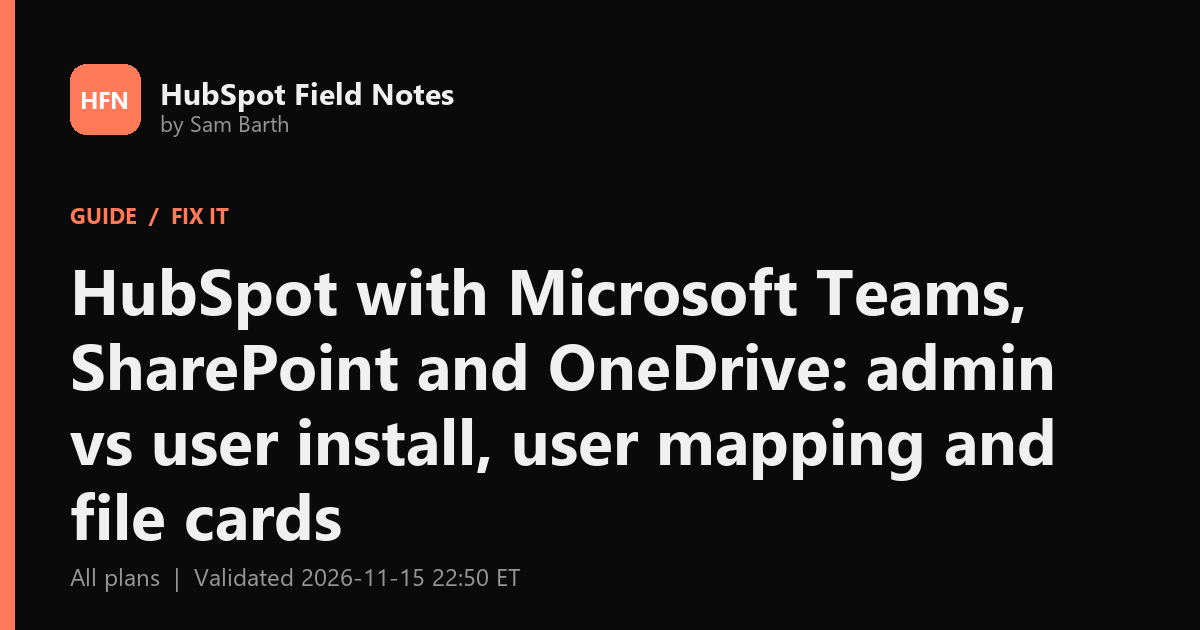 HFN
HubSpot Field Notes
by Sam Barth
GUIDE / FIX IT
HubSpot with Microsoft Teams,
SharePoint and OneDrive: admin
vs user install, user mapping and
file cards
All plans | Validated 2026-11-15 22:50 ET